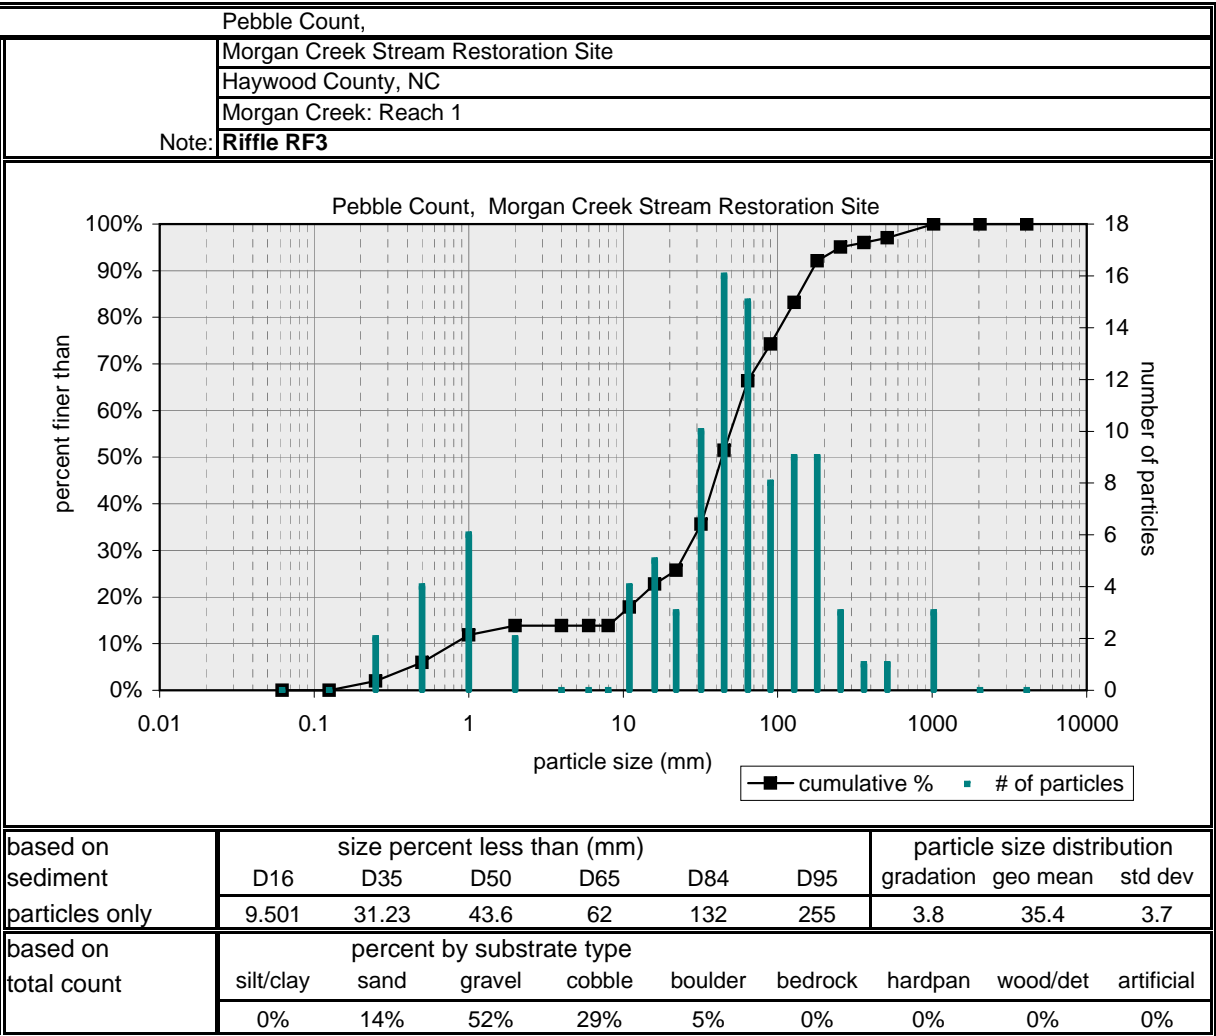 Pebble Count,
Morgan Creek Stream Restoration Site
Haywood County, NC
Morgan Creek: Reach 1
Note: Riffle RF3
Pebble Count, Morgan Creek Stream Restoration Site
100% 90% 80% 70% 60% 50% 40% 30% 20% 10% 0%
percent finer than
18 16 14 12 10 8 6 4 2 0
number of particles
0.01 0.1 1 10 100 1000 10000
particle size (mm)
cumulative % # of particles
based on size percent less than (mm) particle size distribution
sediment D16 D35 D50 D65 D84 D95 gradation geo mean std dev
particles only 9.501 31.23 43.6 62 132 255 3.8 35.4 3.7
based on percent by substrate type
total count silt/clay sand gravel cobble boulder bedrock hardpan wood/det artificial
0% 14% 52% 29% 5% 0% 0% 0% 0%